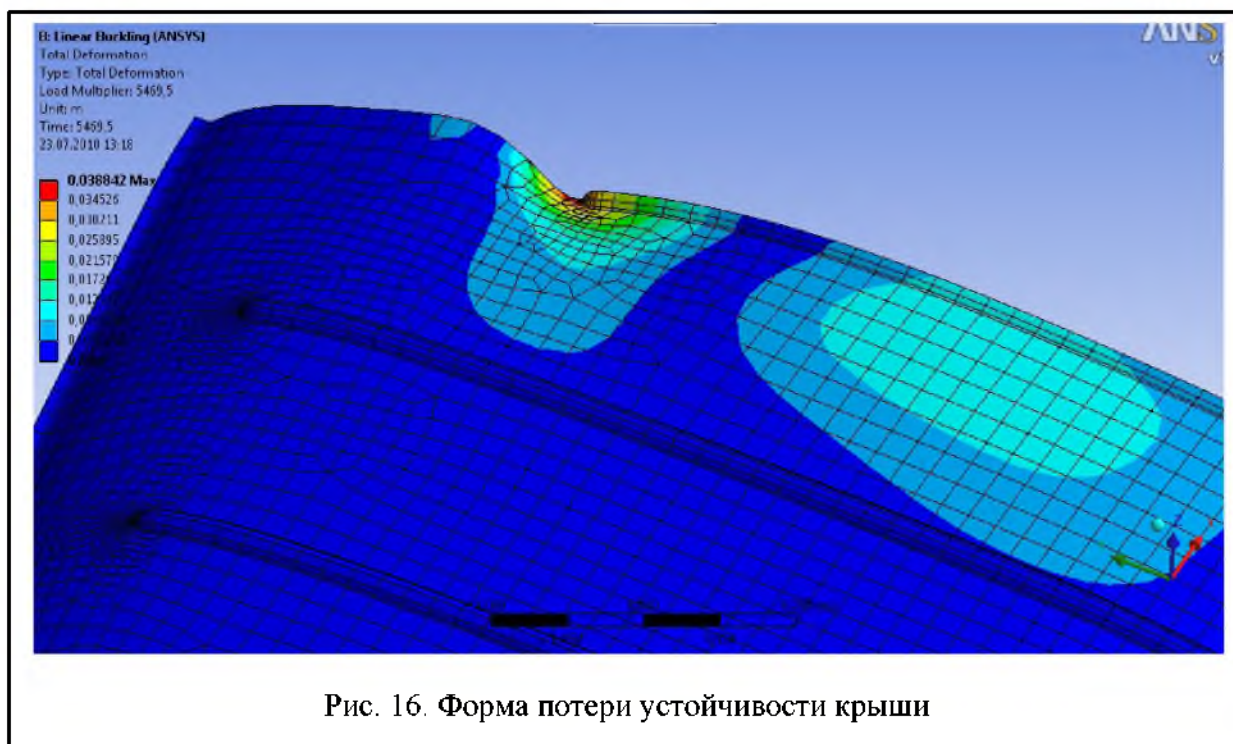 B: Linear Buckling (ANSYS)
Total Deformation
Type: Total Deformation
Load Multiplier: 5469,5
Unit: m
Time: 5469,5
23.07.2010 13:18
0,038842 Max
0,034526
0,030211
0,025895
ANS
Z
Рис. 16. Форма потери устойчивости крыши